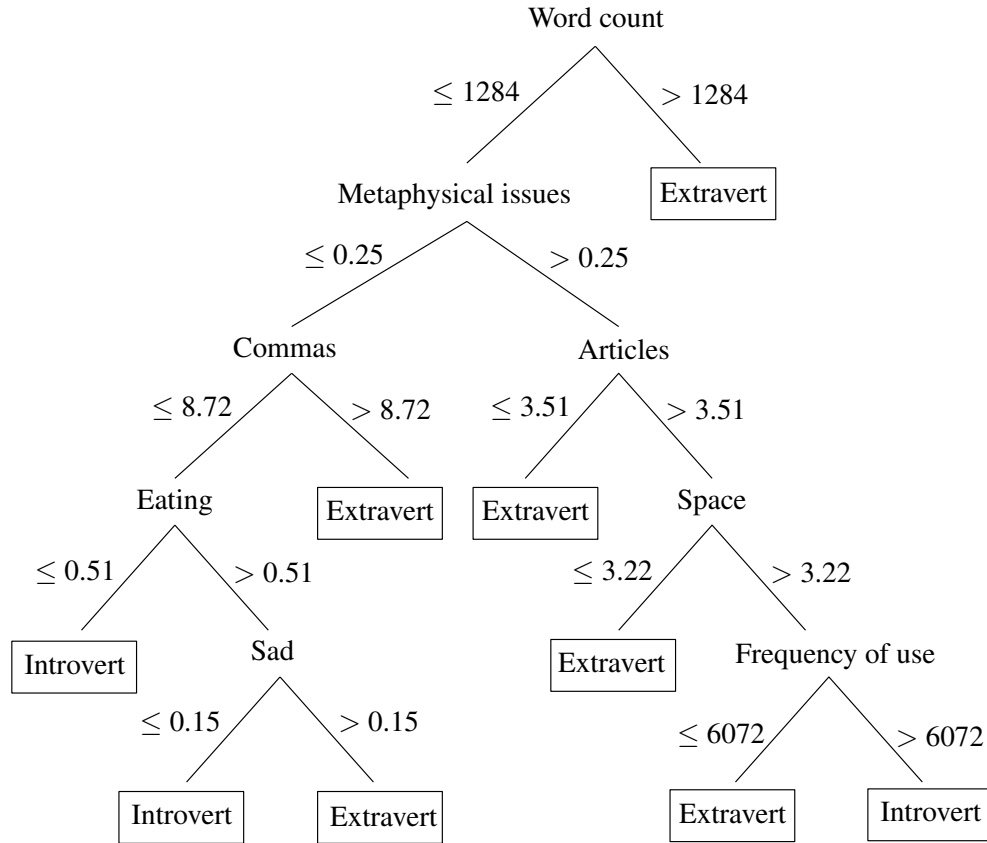 Word count
≤ 1284 > 1284
Metaphysical issues Extravert
≤ 0.25 > 0.25
Commas Articles
≤ 8.72 > 8.72 ≤ 3.51 > 3.51
Eating Extravert Extravert Space
≤ 0.51 > 0.51 ≤ 3.22 > 3.22
Introvert Sad Extravert Frequency of use
≤ 0.15 > 0.15 ≤ 6072 > 6072
Introvert Extravert Extravert Introvert